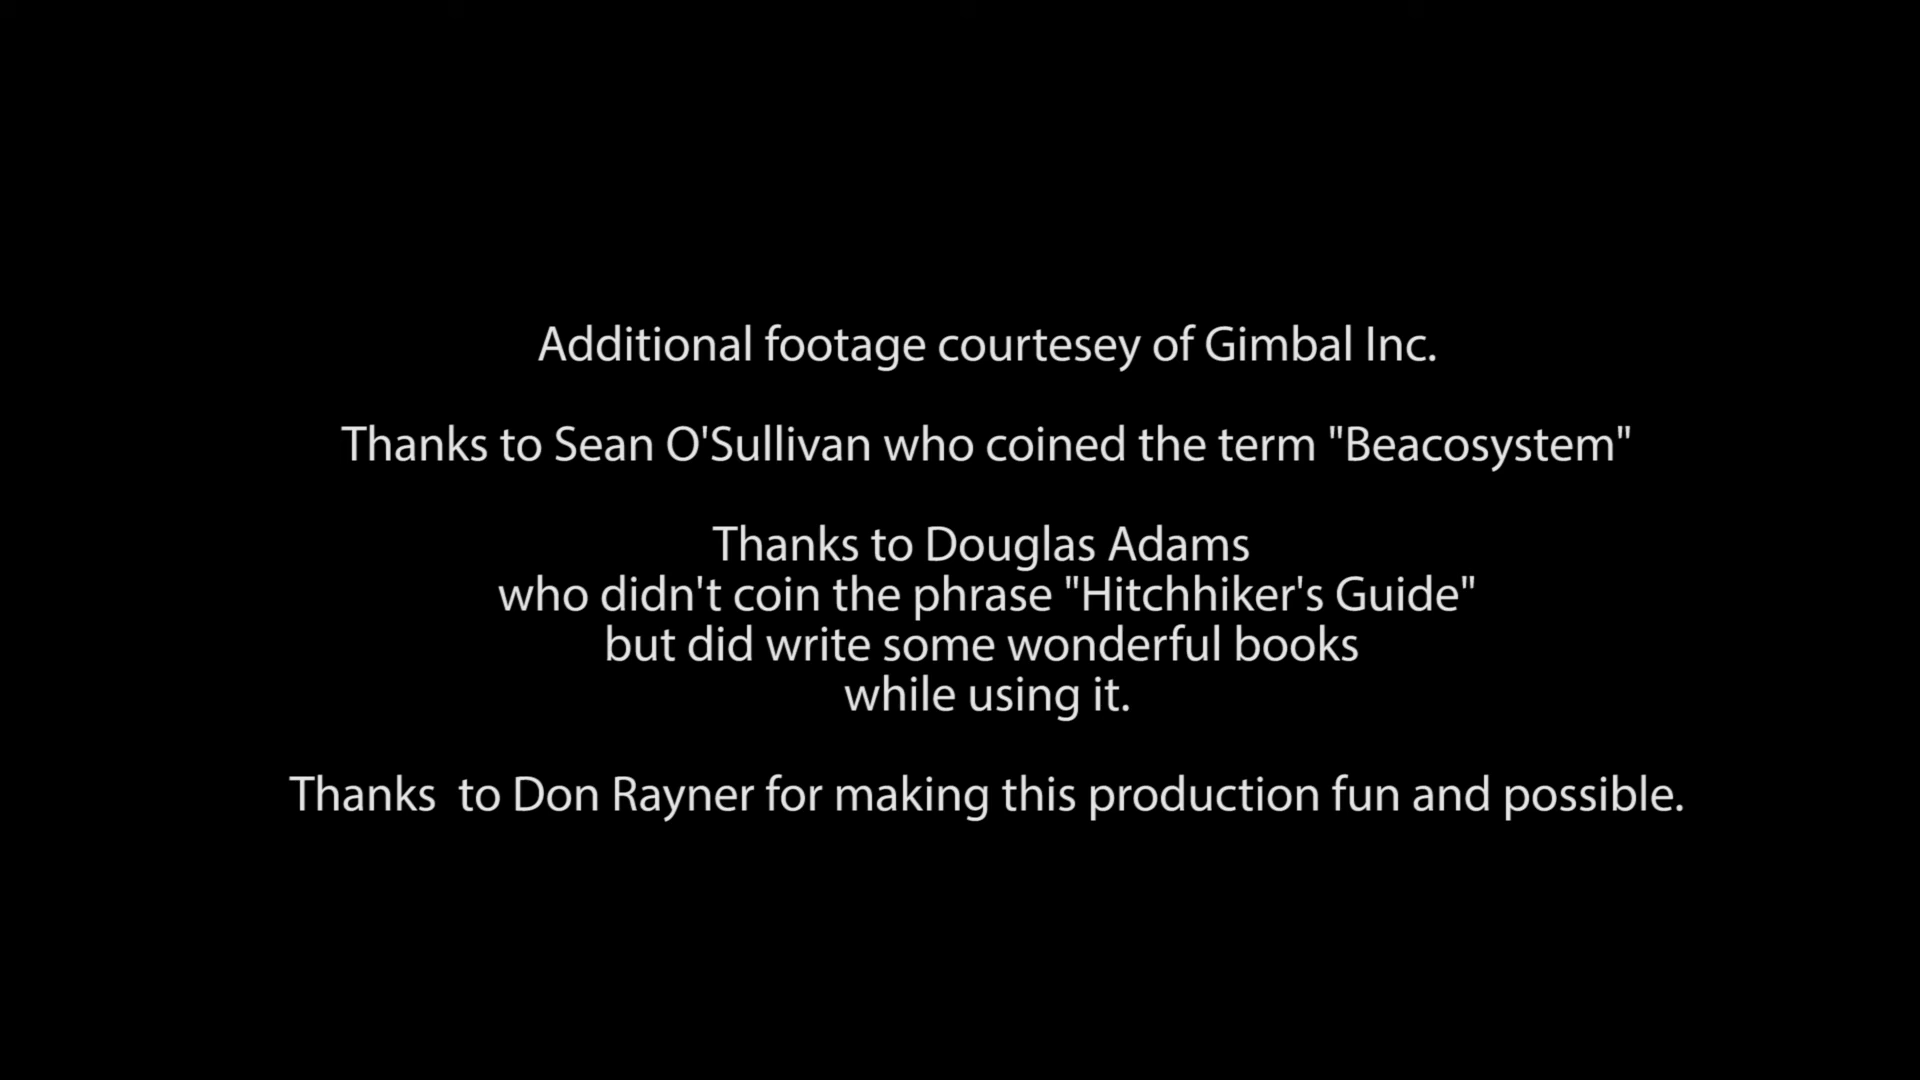 Additional footage courtesey of Gimbal Inc.
Thanks to Sean O'Sullivan who coined the term "Beacosystem"
Thanks to Douglas Adams
who didn't coin the phrase "Hitchhiker's Guide"
but did write some wonderful books
while using it.
Thanks  to Don Rayner for making this production fun and possible.